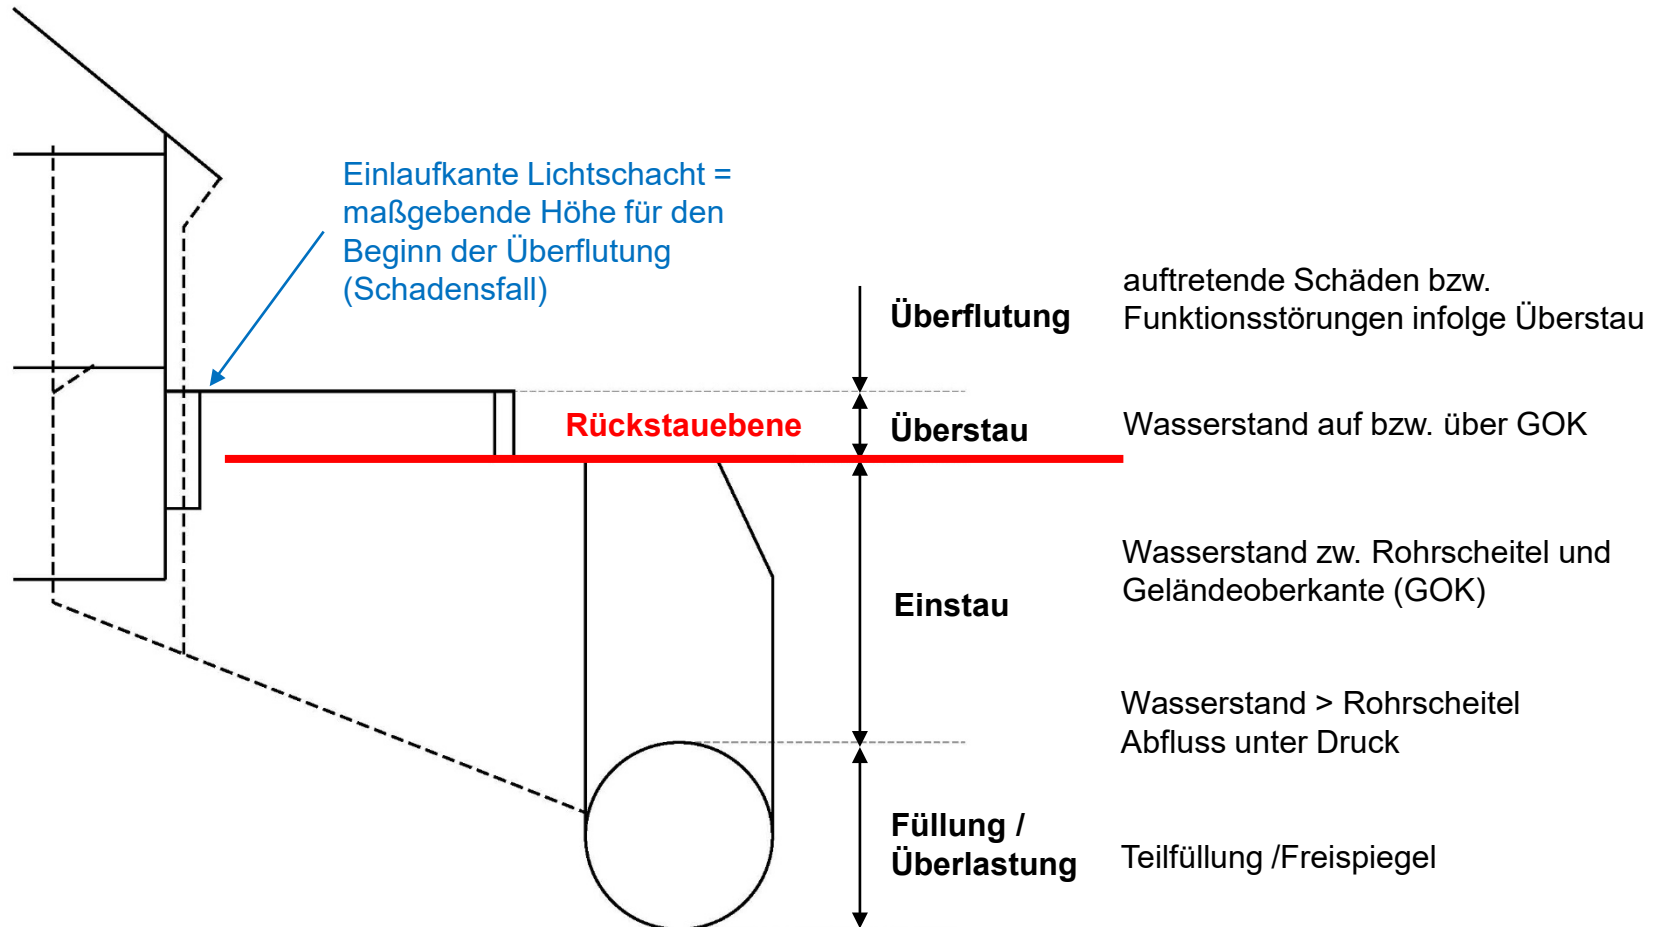 Einlaufkante Lichtschacht =
maßgebende Höhe für den
Beginn der Überflutung
(Schadensfall)
Überflutung
auftretende Schäden bzw.
Funktionsstörungen infolge Überstau
Rückstauebene
Überstau
Wasserstand auf bzw. über GOK
Einstau
Wasserstand zw. Rohrscheitel und
Geländeoberkante (GOK)
Wasserstand > Rohrscheitel
Abfluss unter Druck
Füllung /
Überlastung
Teilfüllung /Freispiegel